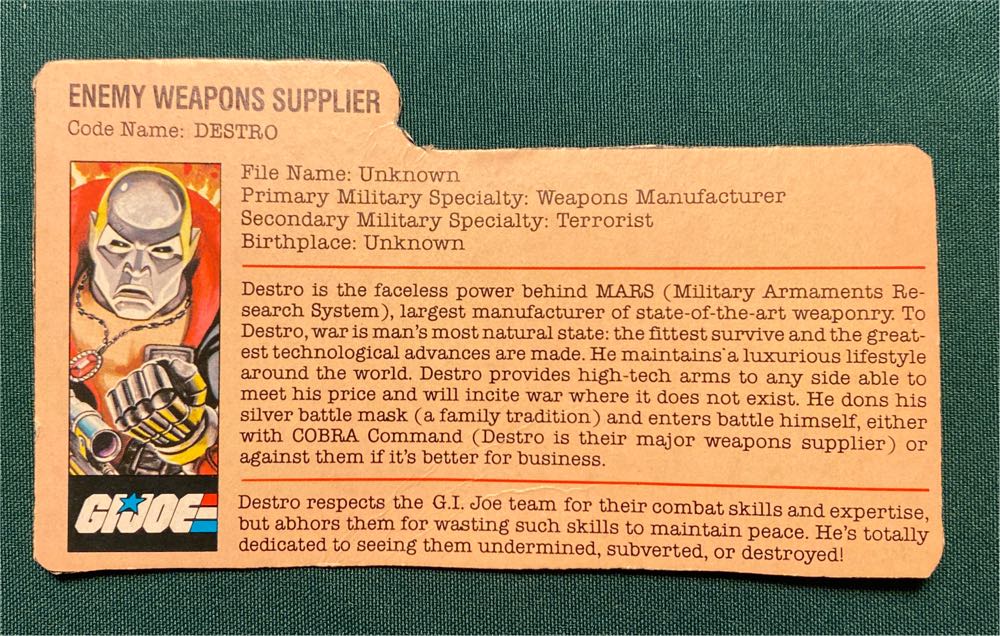 ENEMY WEAPONS SUPPLIER
Code Name: DESTRO
File Name: Unknown
Primary Military Specialty: Weapons Manufacturer
Secondary Military Specialty: Terrorist
Birthplace: Unknown
Destro is the faceless power behind MARS (Military Armaments Re-
search System), largest manufacturer of state-of-the-art weaponry. To
Destro, war is man's most natural state: the fittest survive and the great-
est technological advances are made. He maintains a luxurious lifestyle
around the world. Destro provides high-tech arms to any side able to
meet his price and will incite war where it does not exist. He dons his
silver battle mask (a family tradition) and enters battle himself, either
with COBRA Command (Destro is their major weapons supplier) or
against them if it's better for business.
Destro respects the G.I. Joe team for their combat skills and expertise,
but abhors them for wasting such skills to maintain peace. He's totally
dedicated to seeing them undermined, subverted, or destroyed!
GI JOE